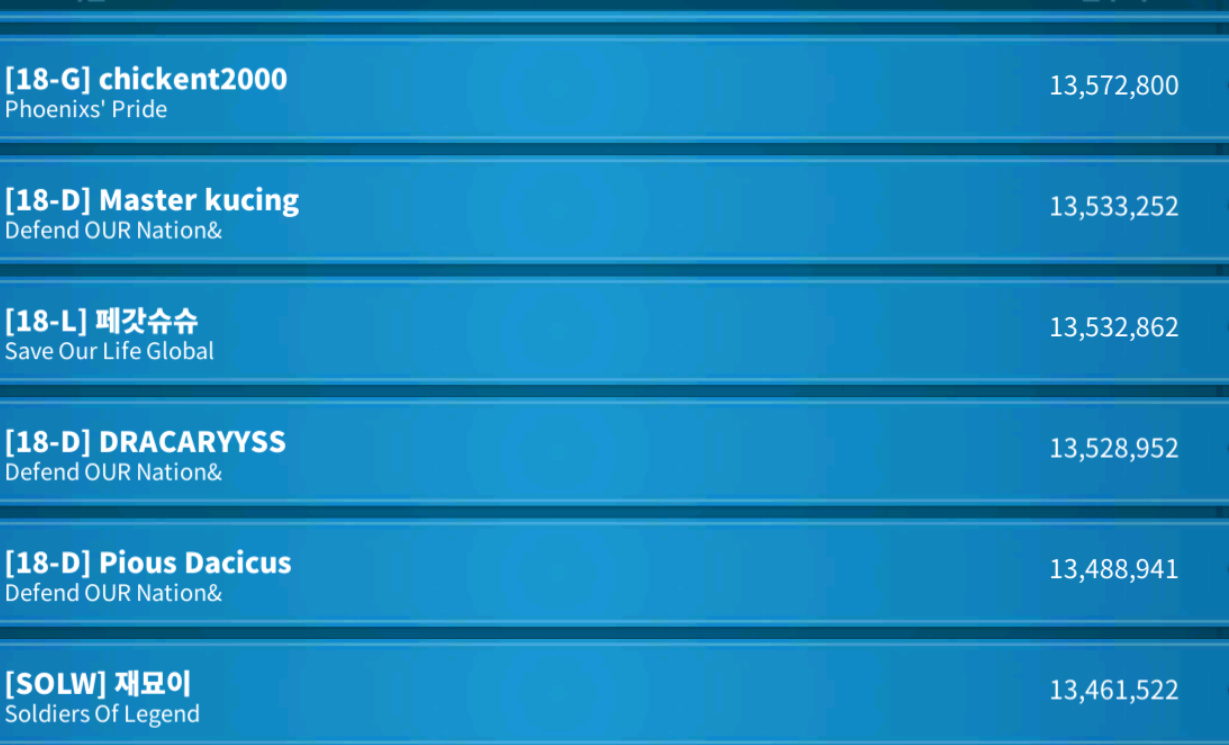 [18-G] chickent2000
13,572,800
Phoenixs' Pride
[18-D] Master kucing
13,533,252
Defend OUR Nation&
[18-L] 페갓슈슈
13,532,862
Save Our Life Global
[18-D] DRACARYYSS
13,528,952
Defend OUR Nation&
[18-D] Pious Dacicus
13,488,941
Defend OUR Nation&
[SOLW] 재묘이
13,461,522
Soldiers Of Legend